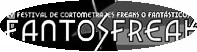 FESTIVAL DE CORTOMETRAJES FREAKS O FANTÁSTICOS
FANTOSFREAK